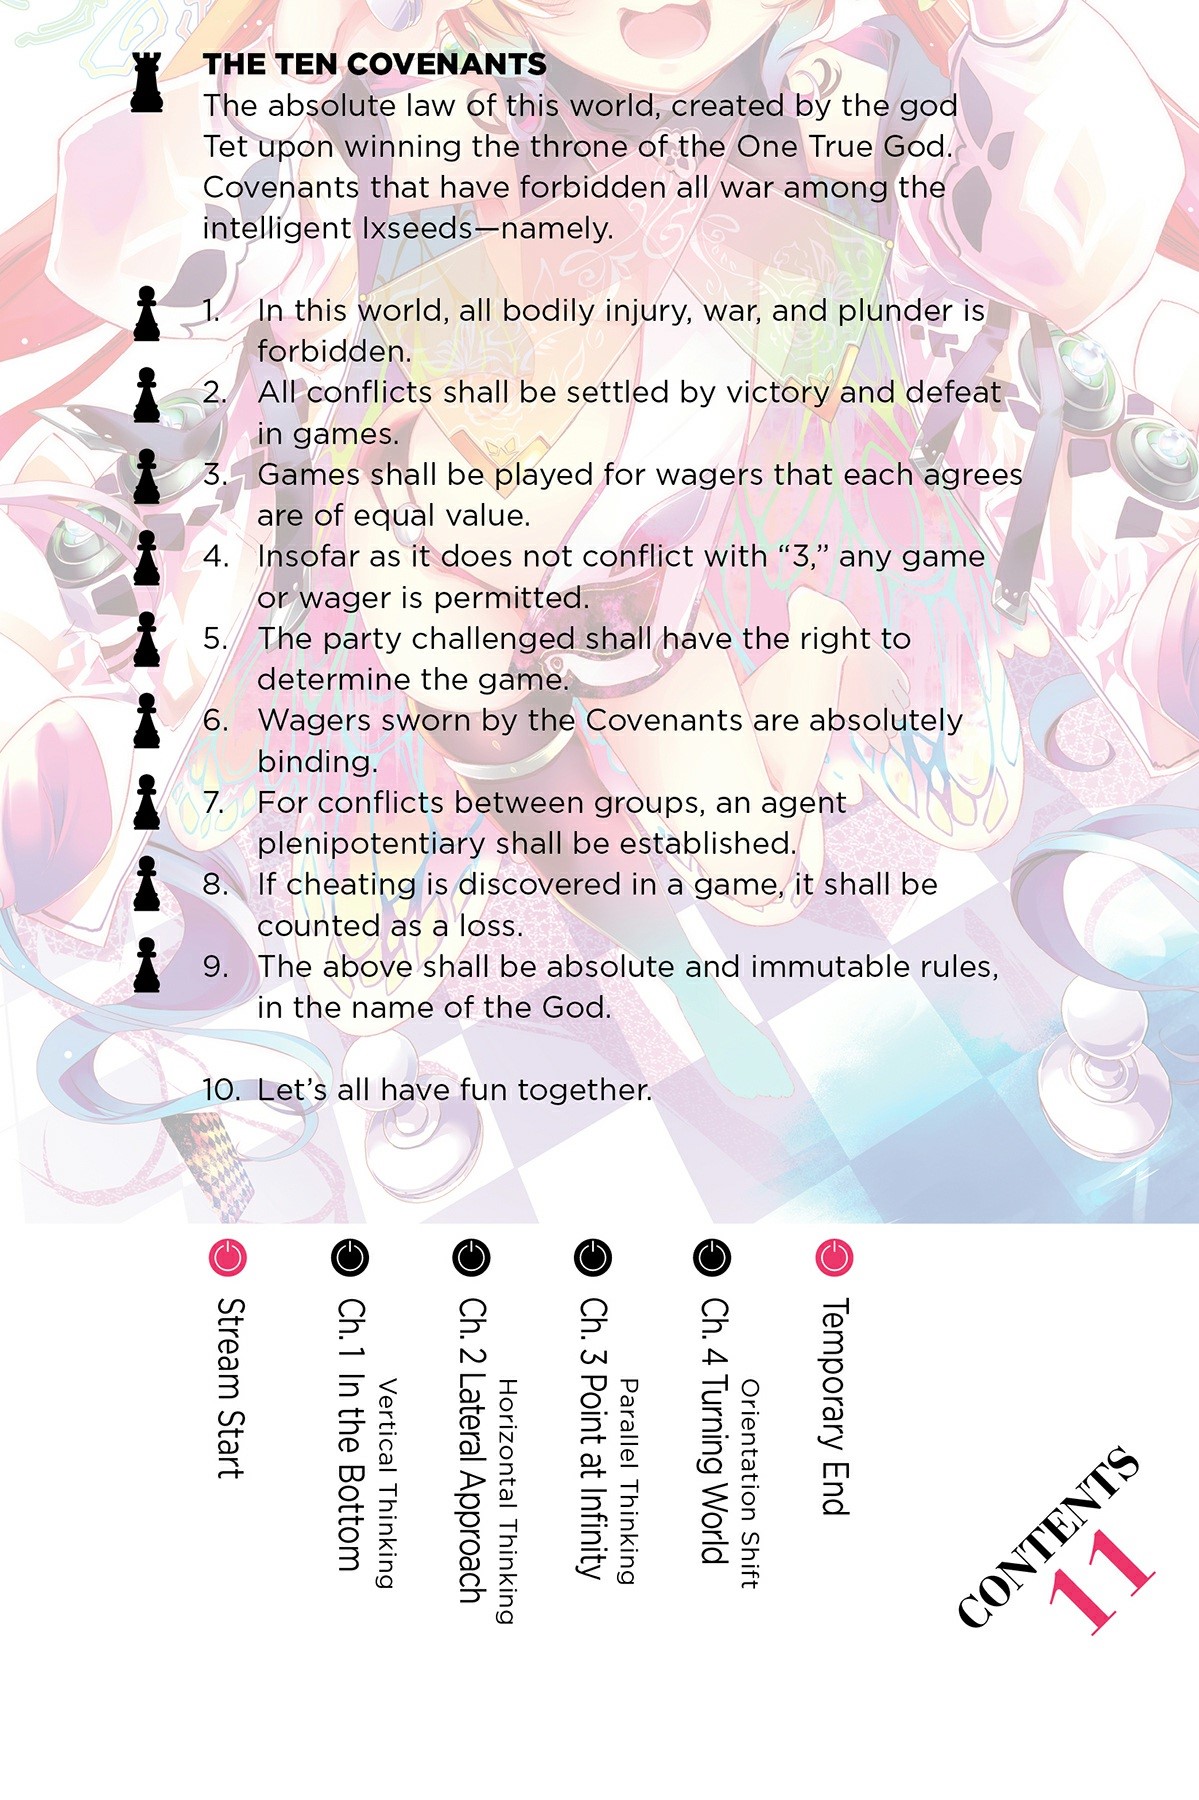 THE TEN COVENANTS
The absolute law of this world, created by the god
Tet upon winning the throne of the One True God.
Covenants that have forbidden all war among the
intelligent Ixseeds—namely.
1. In this world, all bodily injury, war, and plunder is
forbidden.
2. All conflicts shall be settled by victory and defeat
in games.
3. Games shall be played for wagers that each agrees
are of equal value.
4. Insofar as it does not conflict with “3,” any game
or wager is permitted.
5. The party challenged shall have the right to
determine the game.
6. Wagers sworn by the Covenants are absolutely
binding.
7. For conflicts between groups, an agent
plenipotentiary shall be established.
8. If cheating is discovered in a game, it shall be
counted as a loss.
9. The above shall be absolute and immutable rules,
in the name of the God.
10. Let’s all have fun together.
Stream Start
Ch. 1 In the Bottom
Vertical Thinking
Ch. 2 Lateral Approach
Horizontal Thinking
Ch. 3 Point at Infinity
Parallel Thinking
Ch. 4 Turning World
Orientation Shift
Temporary End
CONTENTS
11